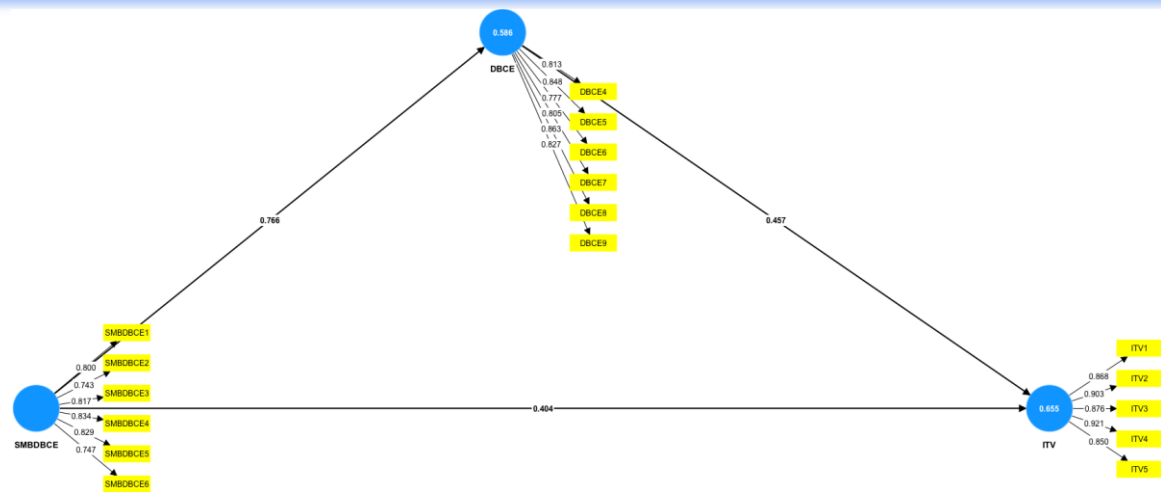 0.586
DBCE
0.813
0.848
0.777
0.805
0.863
0.827
DBCE4
DBCE5
DBCE6
DBCE7
DBCE8
DBCE9
0.766
0.457
SMBDBCE1
SMBDBCE2
SMBDBCE3
SMBDBCE4
SMBDBCE5
SMBDBCE6
0.800
0.743
0.817
0.834
0.829
0.747
SMBDBCE
0.404
0.655
ITV
0.868
0.903
0.876
0.921
0.850
ITV1
ITV2
ITV3
ITV4
ITV5